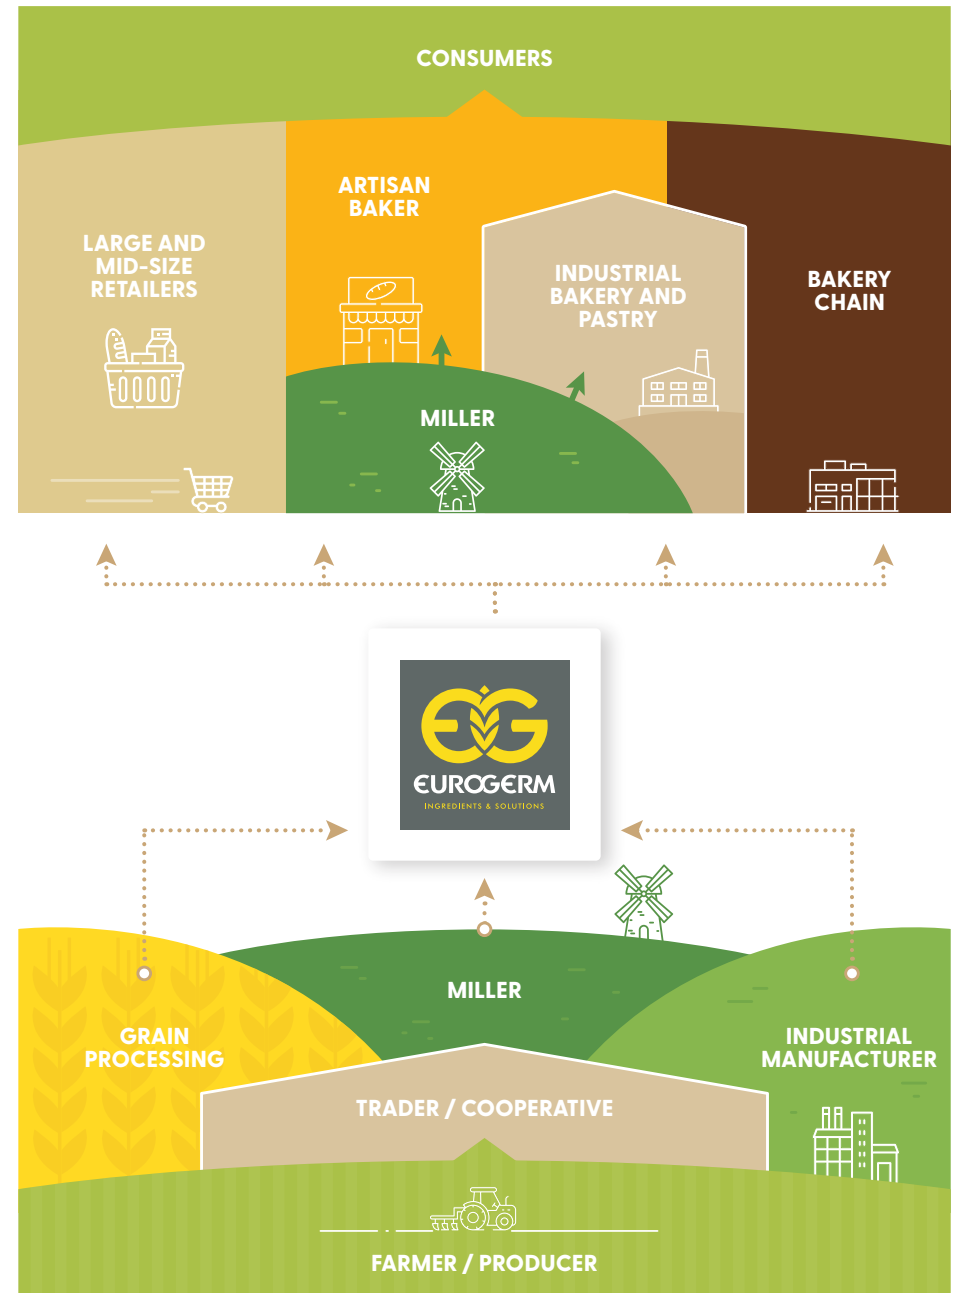 CONSUMERS
ARTISAN
BAKER
LARGE AND
MID-SIZE
RETAILERS
INDUSTRIAL
BAKERY AND
PASTRY
BAKERY
CHAIN
MILLER
EG
EUROGERM
INGREDIENTS & SOLUTIONS
MILLER
GRAIN
PROCESSING
INDUSTRIAL
MANUFACTURER
TRADER / COOPERATIVE
FARMER / PRODUCER